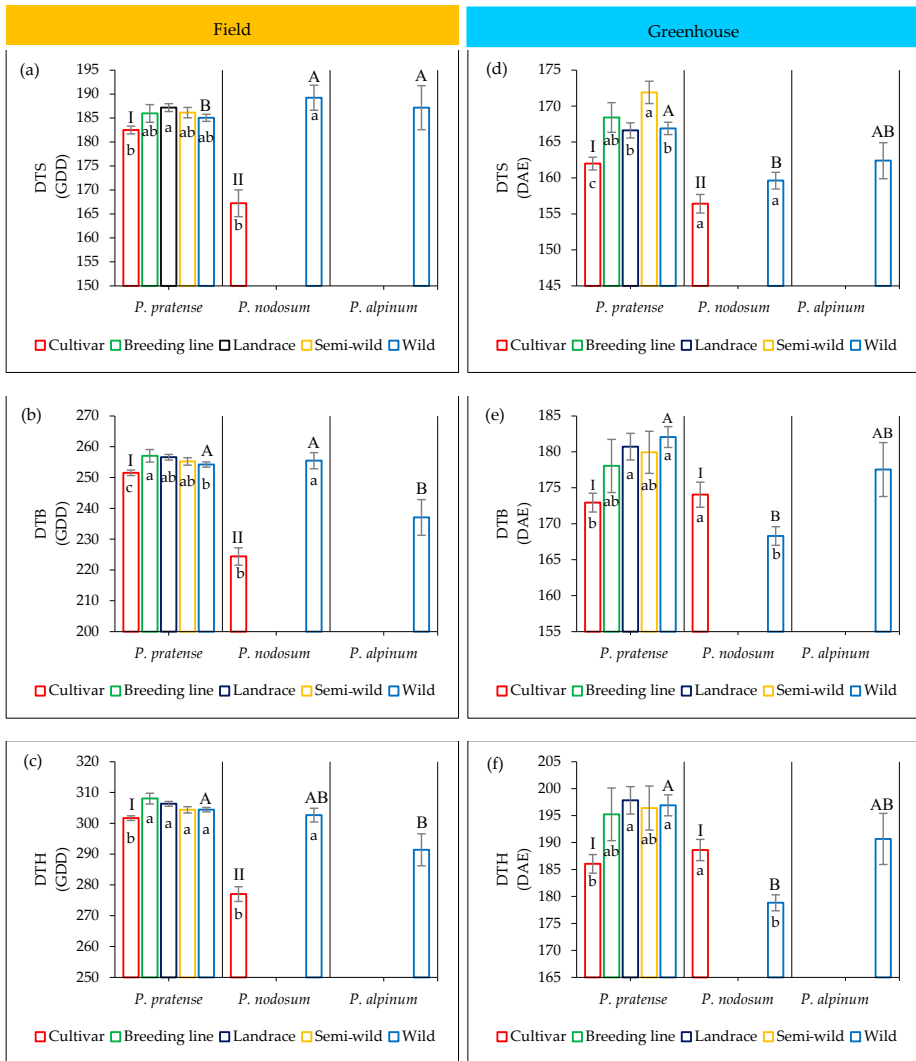 Field
Greenhouse
(a)
195
190
185
180
175
170
165
160
155
150
DTS
(GDD)
I
b
ab
a
ab
B
ab
II
b
A
a
A
P. pratense
P. nodosum
P. alpinum
Cultivar Breeding line Landrace Semi-wild Wild
(d)
175
170
165
160
155
150
145
DTS
(DAE)
I
c
ab
b
a
A
b
II
a
B
a
AB
P. pratense
P. nodosum
P. alpinum
Cultivar Breeding line Landrace Semi-wild Wild
(b)
270
260
250
240
230
220
210
200
DTB
(GDD)
I
c
a
ab
ab
A
b
II
b
A
a
B
P. pratense
P. nodosum
P. alpinum
Cultivar Breeding line Landrace Semi-wild Wild
(e)
185
180
175
170
165
160
155
DTB
(DAE)
I
b
ab
a
ab
A
a
I
a
B
b
AB
P. pratense
P. nodosum
P. alpinum
Cultivar Breeding line Landrace Semi-wild Wild
(c)
320
310
300
290
280
270
260
250
DTH
(GDD)
I
b
a
a
a
A
a
II
b
AB
a
B
P. pratense
P. nodosum
P. alpinum
Cultivar Breeding line Landrace Semi-wild Wild
(f)
205
200
195
190
185
180
175
170
165
DTH
(DAE)
I
b
ab
a
ab
A
a
I
a
B
b
AB
P. pratense
P. nodosum
P. alpinum
Cultivar Breeding line Landrace Semi-wild Wild